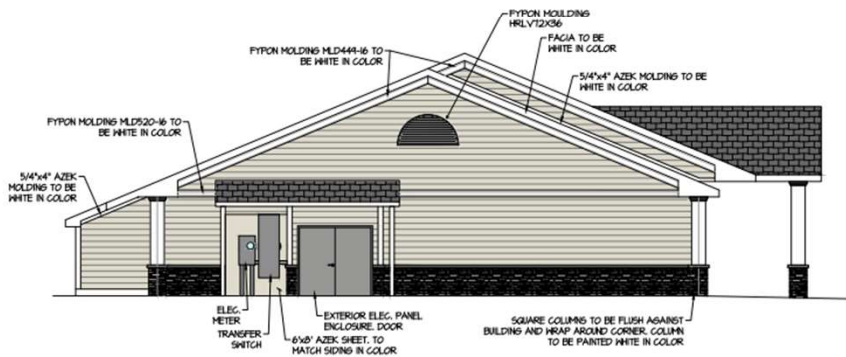 FYPON MOULDING
HRLV72X36
FYPON MOLDING MLD444-16 TO
BE WHITE IN COLOR
FACIA TO BE
WHITE IN COLOR
5/4"x4" AZEK MOLDING TO BE
WHITE IN COLOR
FYPON MOLDING MLD520-16 TO
BE WHITE IN COLOR
5/4"x4" AZEK
MOLDING TO BE
WHITE IN COLOR
ELEC.
METER
TRANSFER
SWITCH
EXTERIOR ELEC. PANEL
ENCLOSURE. DOOR
6'x8' AZEK SHEET. TO
MATCH SIDING IN COLOR
SQUARE COLUMNS TO BE FLUSH AGAINST
BUILDING AND WRAP AROUND CORNER. COLUMN
TO BE PAINTED WHITE IN COLOR